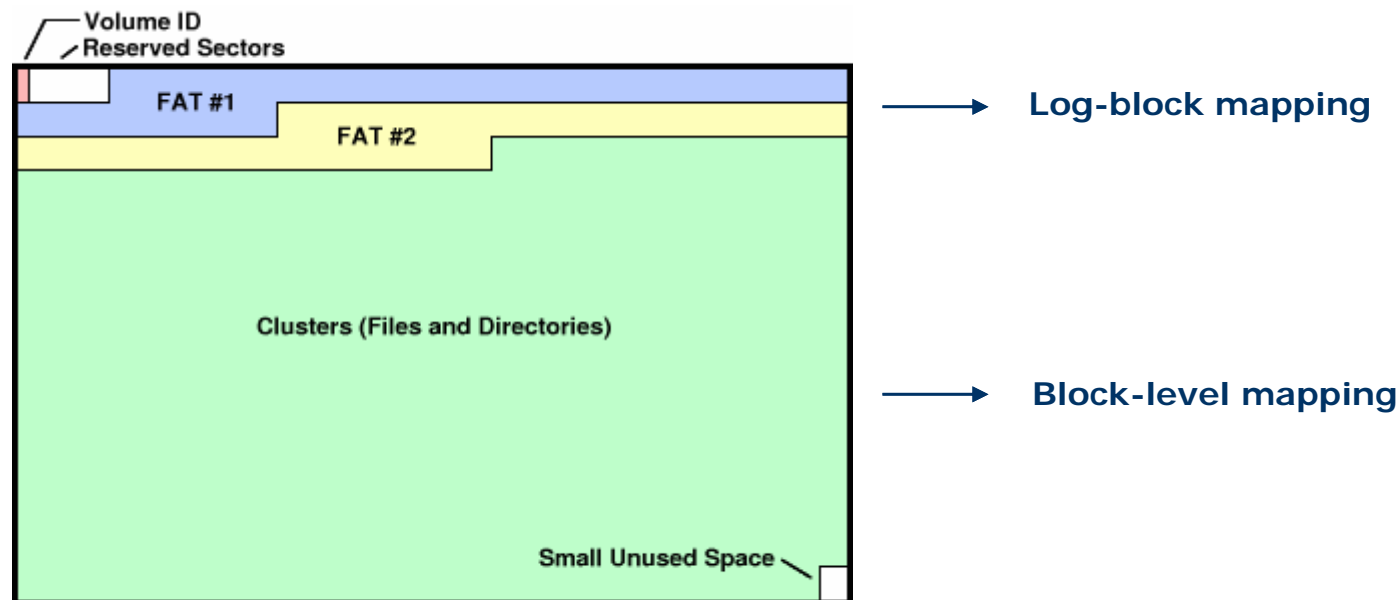 Volume ID
Reserved Sectors
FAT #1
Log-block mapping
FAT #2
Clusters (Files and Directories)
Block-level mapping
Small Unused Space